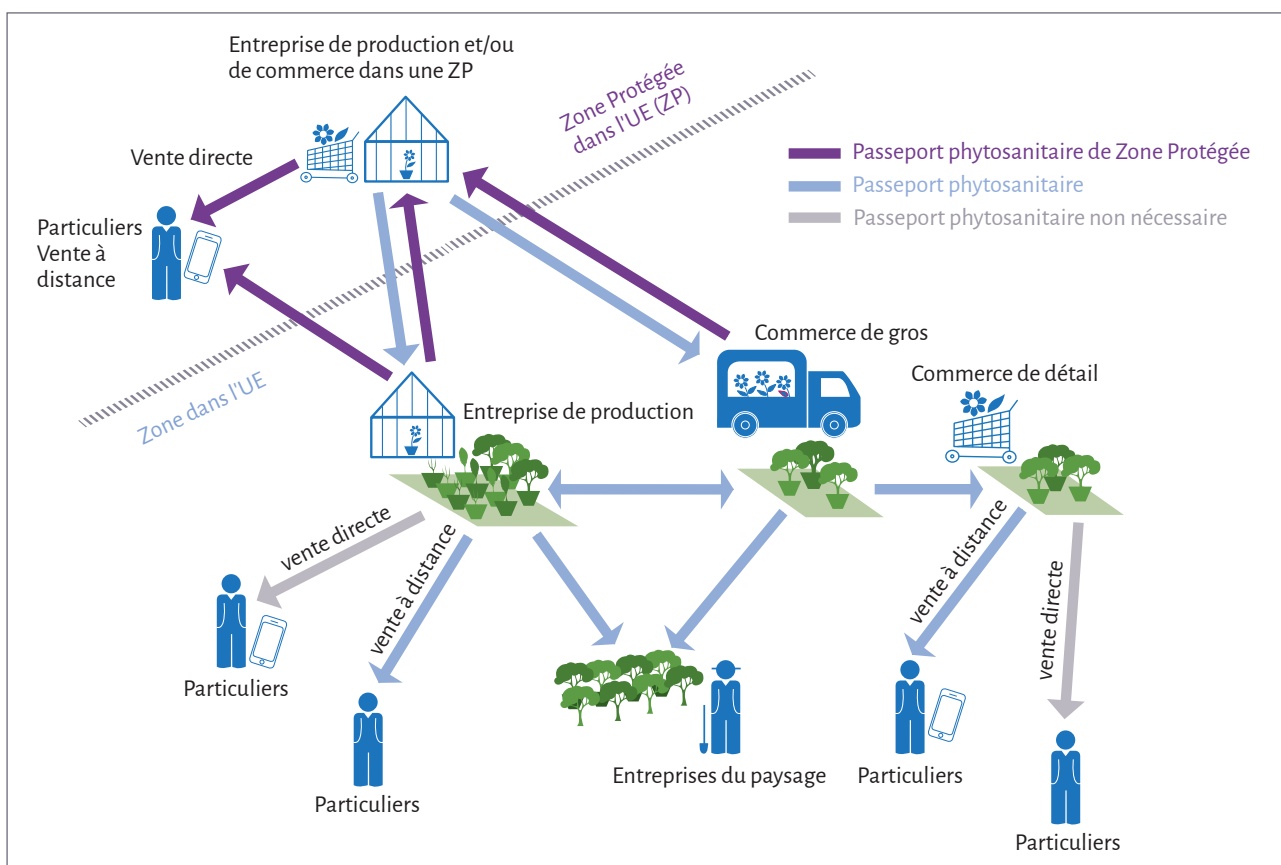 Entreprise de production et/ou
de commerce dans une ZP
Zone Protégée
dans l'UE (ZP)
Vente directe
Passeport phytosanitaire de Zone Protégée
Passeport phytosanitaire
Passeport phytosanitaire non nécessaire
Particuliers
Vente à
distance
Zone dans l'UE
Commerce de gros
Commerce de détail
Entreprise de production
vente directe
vente à distance
vente à distance
vente directe
Particuliers
Particuliers
Entreprises du paysage
Particuliers
Particuliers